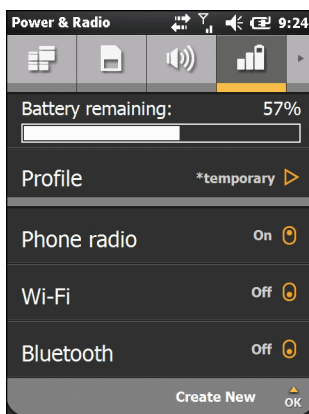 Power & Radio 9:24
Battery remaining: 57%
Profile *temporary
Phone radio On
Wi-Fi Off
Bluetooth Off
Create New OK